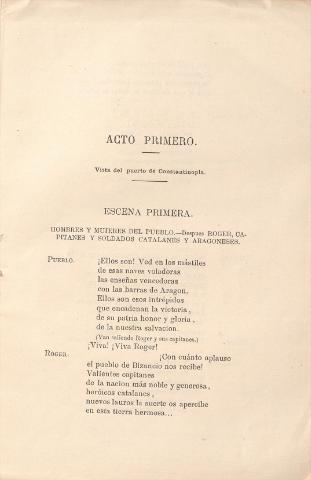 ACTO PRIMERO.
Vista del puerto de Constantinopla.
ESCENA PRIMERA.
HOMBRES Y MUJERES DEL PUEBLO.—Despues ROGER, CA-
PITANES Y SOLDADOS CATALANES Y ARAGONESES.
PUEBLO. ¡Ellos son! Ved en los mástiles
de esas naves voladoras
las enseñas vencedoras
con las barras de Aragon.
Ellos son esos intrépidos
que encadenan la victoria,
de su patria honor y gloria,
de la nuestra salvacion.
(Van saliendo Roger y sus capitanes.)
¡Viva! ¡Viva Roger!
ROGER. ¡Con cuánto aplauso
el pueblo de Bizancio nos recibe!
Valientes capitanes
de la nacion más noble y generosa,
heróicos catalanes,
nuevos lauros la suerte os apercibe
en esta tierra hermosa...